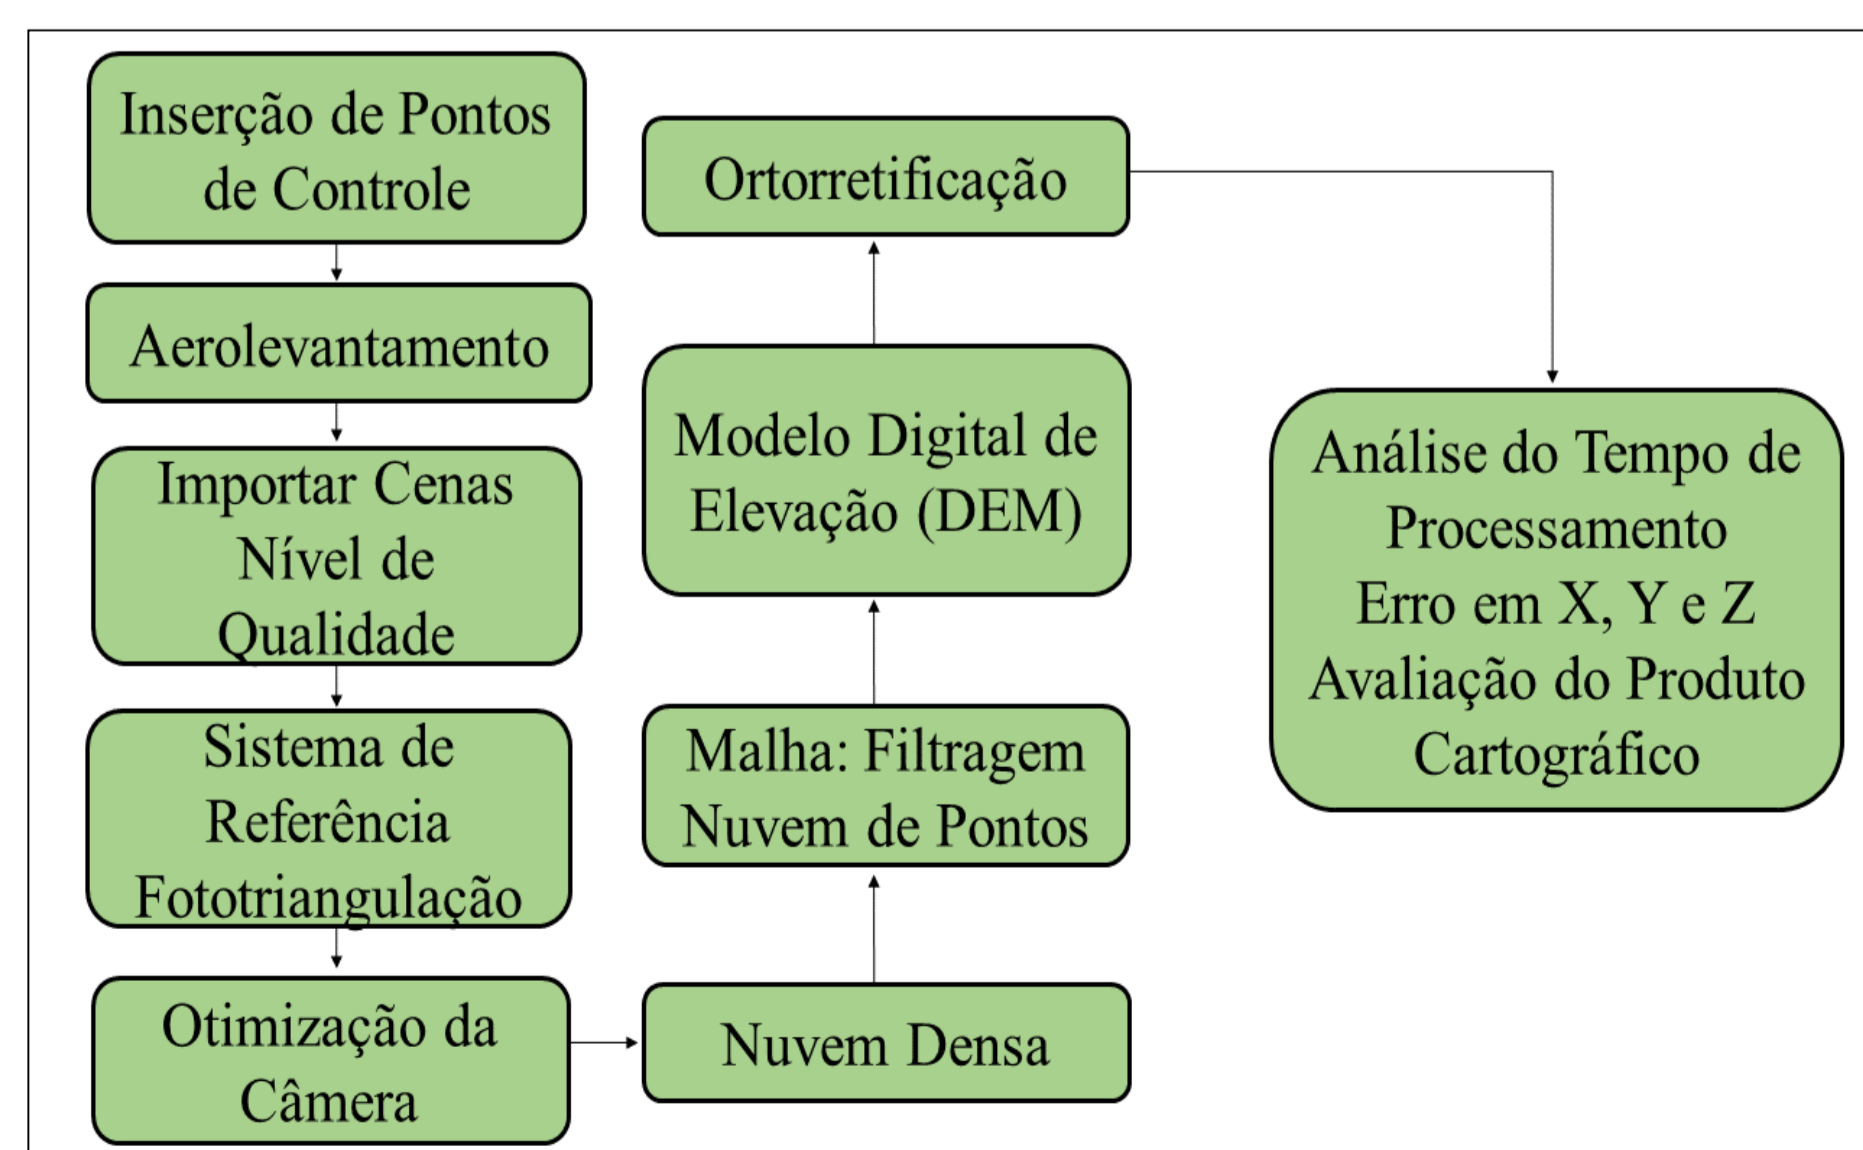 Inserção de Pontos
de Controle
Aerolevantamento
Importar Cenas
Nível de
Qualidade
Sistema de
Referência
Fototriangulação
Otimização da
Câmera
Nuvem Densa
Malha: Filtragem
Nuvem de Pontos
Modelo Digital de
Elevação (DEM)
Ortorretificação
Análise do Tempo de
Processamento
Erro em X, Y e Z
Avaliação do Produto
Cartográfico